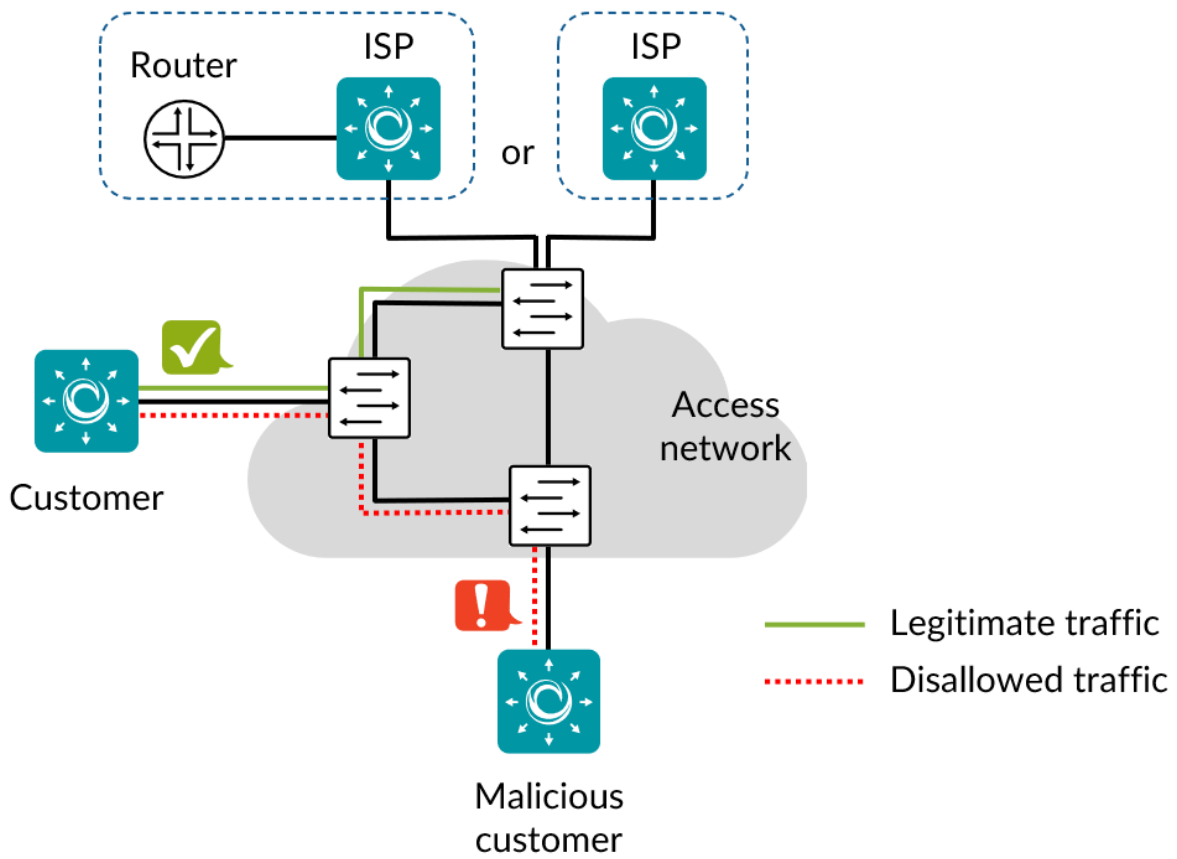 Router
ISP
or
ISP
Customer
Access
network
Malicious
customer
Legitimate traffic
Disallowed traffic